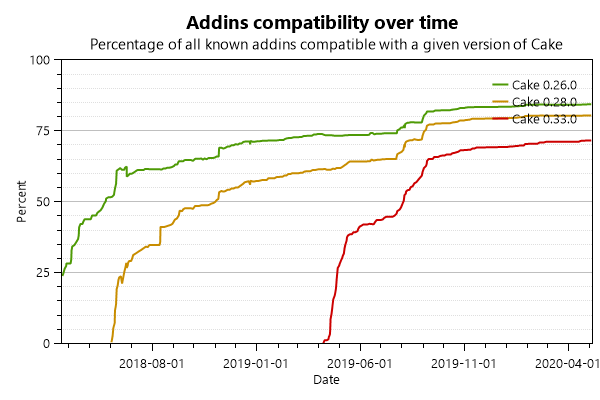 Addins compatibility over time
Percentage of all known addins compatible with a given version of Cake
100
75
50
25
0
Percent
Cake 0.26.0
Cake 0.28.0
Cake 0.33.0
2018-08-01
2019-01-01
2019-06-01
2019-11-01
2020-04-01
Date